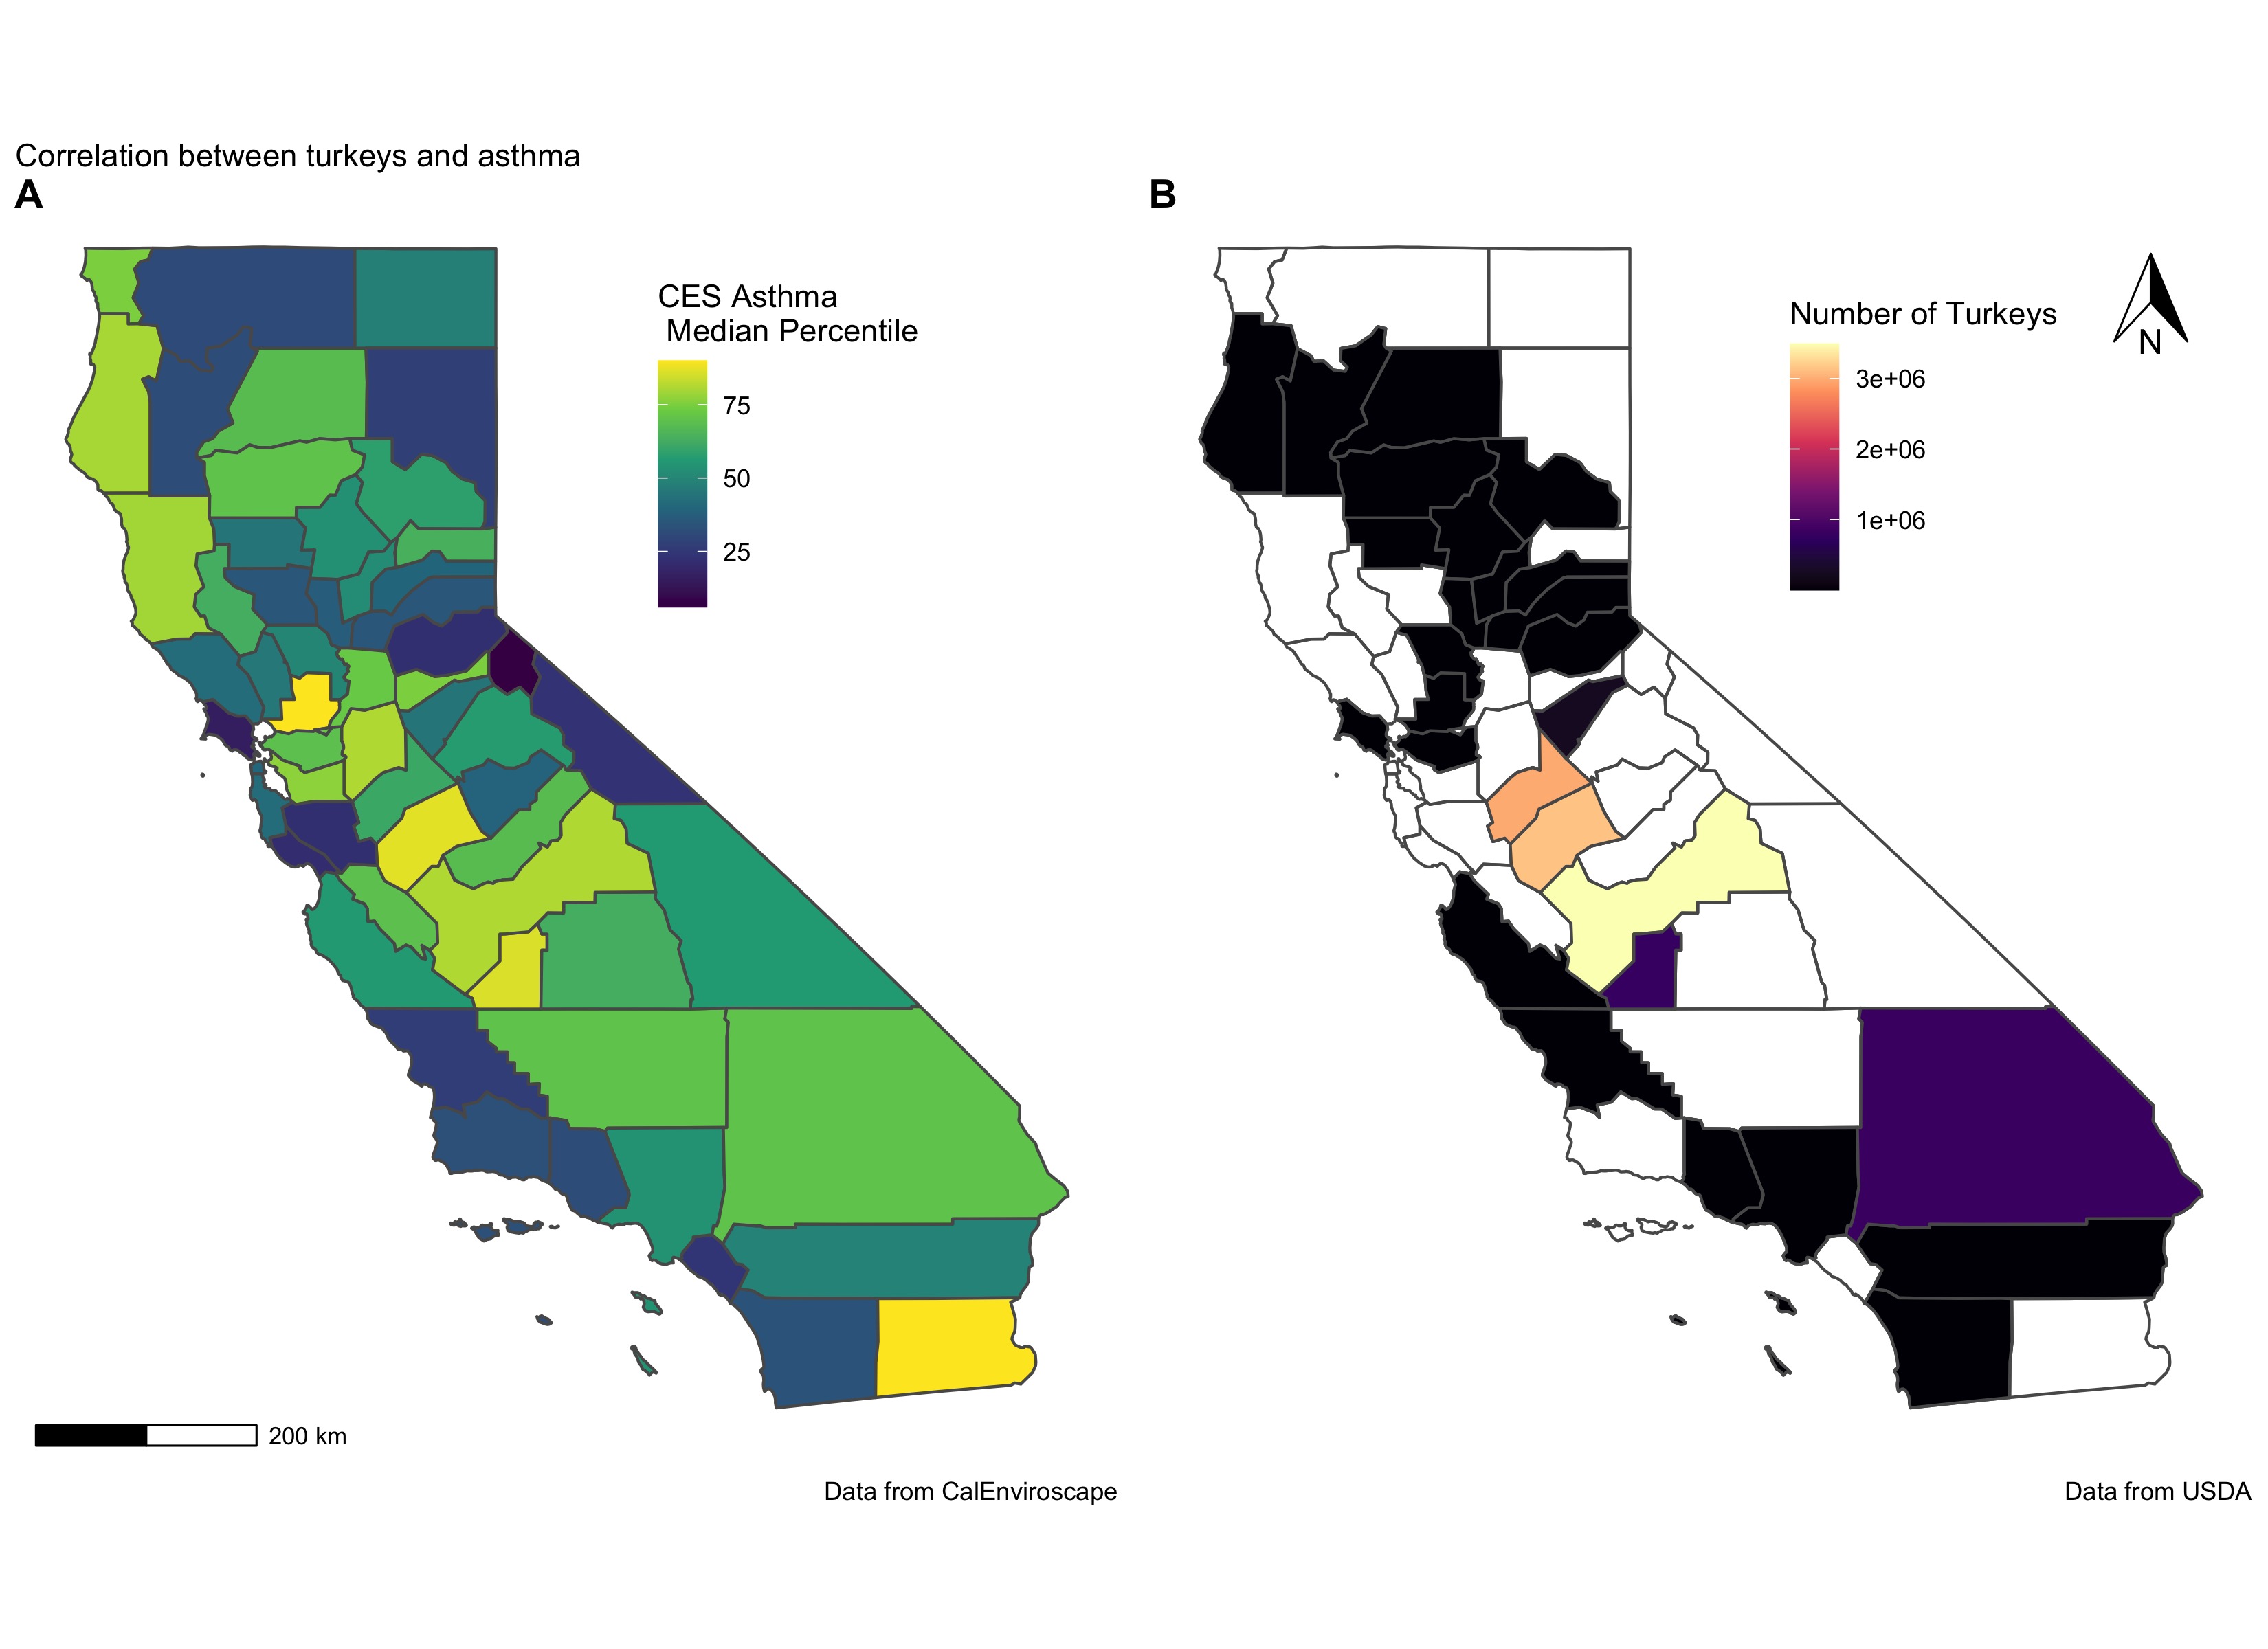 Correlation between turkeys and asthma
A
B
CES Asthma
Median Percentile
75
50
25
Number of Turkeys
3e+06
2e+06
1e+06
N
200 km
Data from CalEnviroscape
Data from USDA